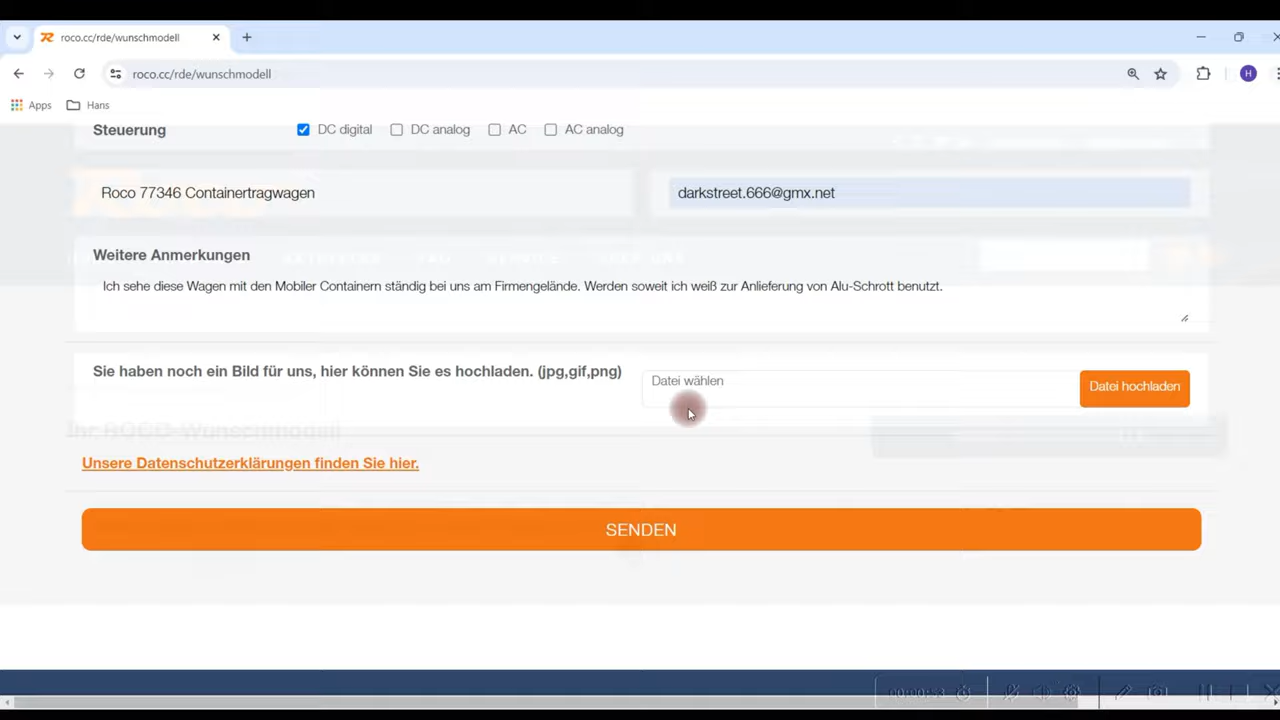 roco.cc/rde/wunschmodell
roco.cc/rde/wunschmodell
H
Apps
Hans
Steuerung
DC digital
DC analog
AC
AC analog
Roco 77346 Containertragwagen
darkstreet.666@gmx.net
Weitere Anmerkungen
Ich sehe diese Wagen mit den Mobiler Containern ständig bei uns am Firmengelände. Werden soweit ich weiß zur Anlieferung von Alu-Schrott benutzt.
Sie haben noch ein Bild für uns, hier können Sie es hochladen. (jpg,gif,png)
Datei wählen
Datei hochladen
Ihr ROCO-Wunschmodell
Unsere Datenschutzerklärungen finden Sie hier.
SENDEN